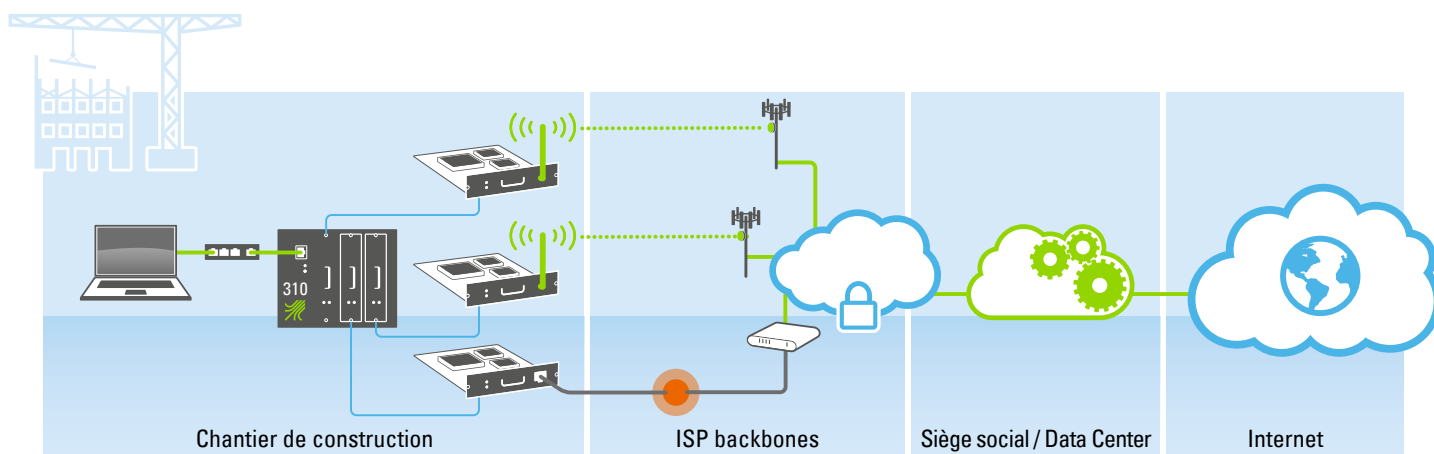 310
Chantier de construction
ISP backbones
Siège social / Data Center
Internet